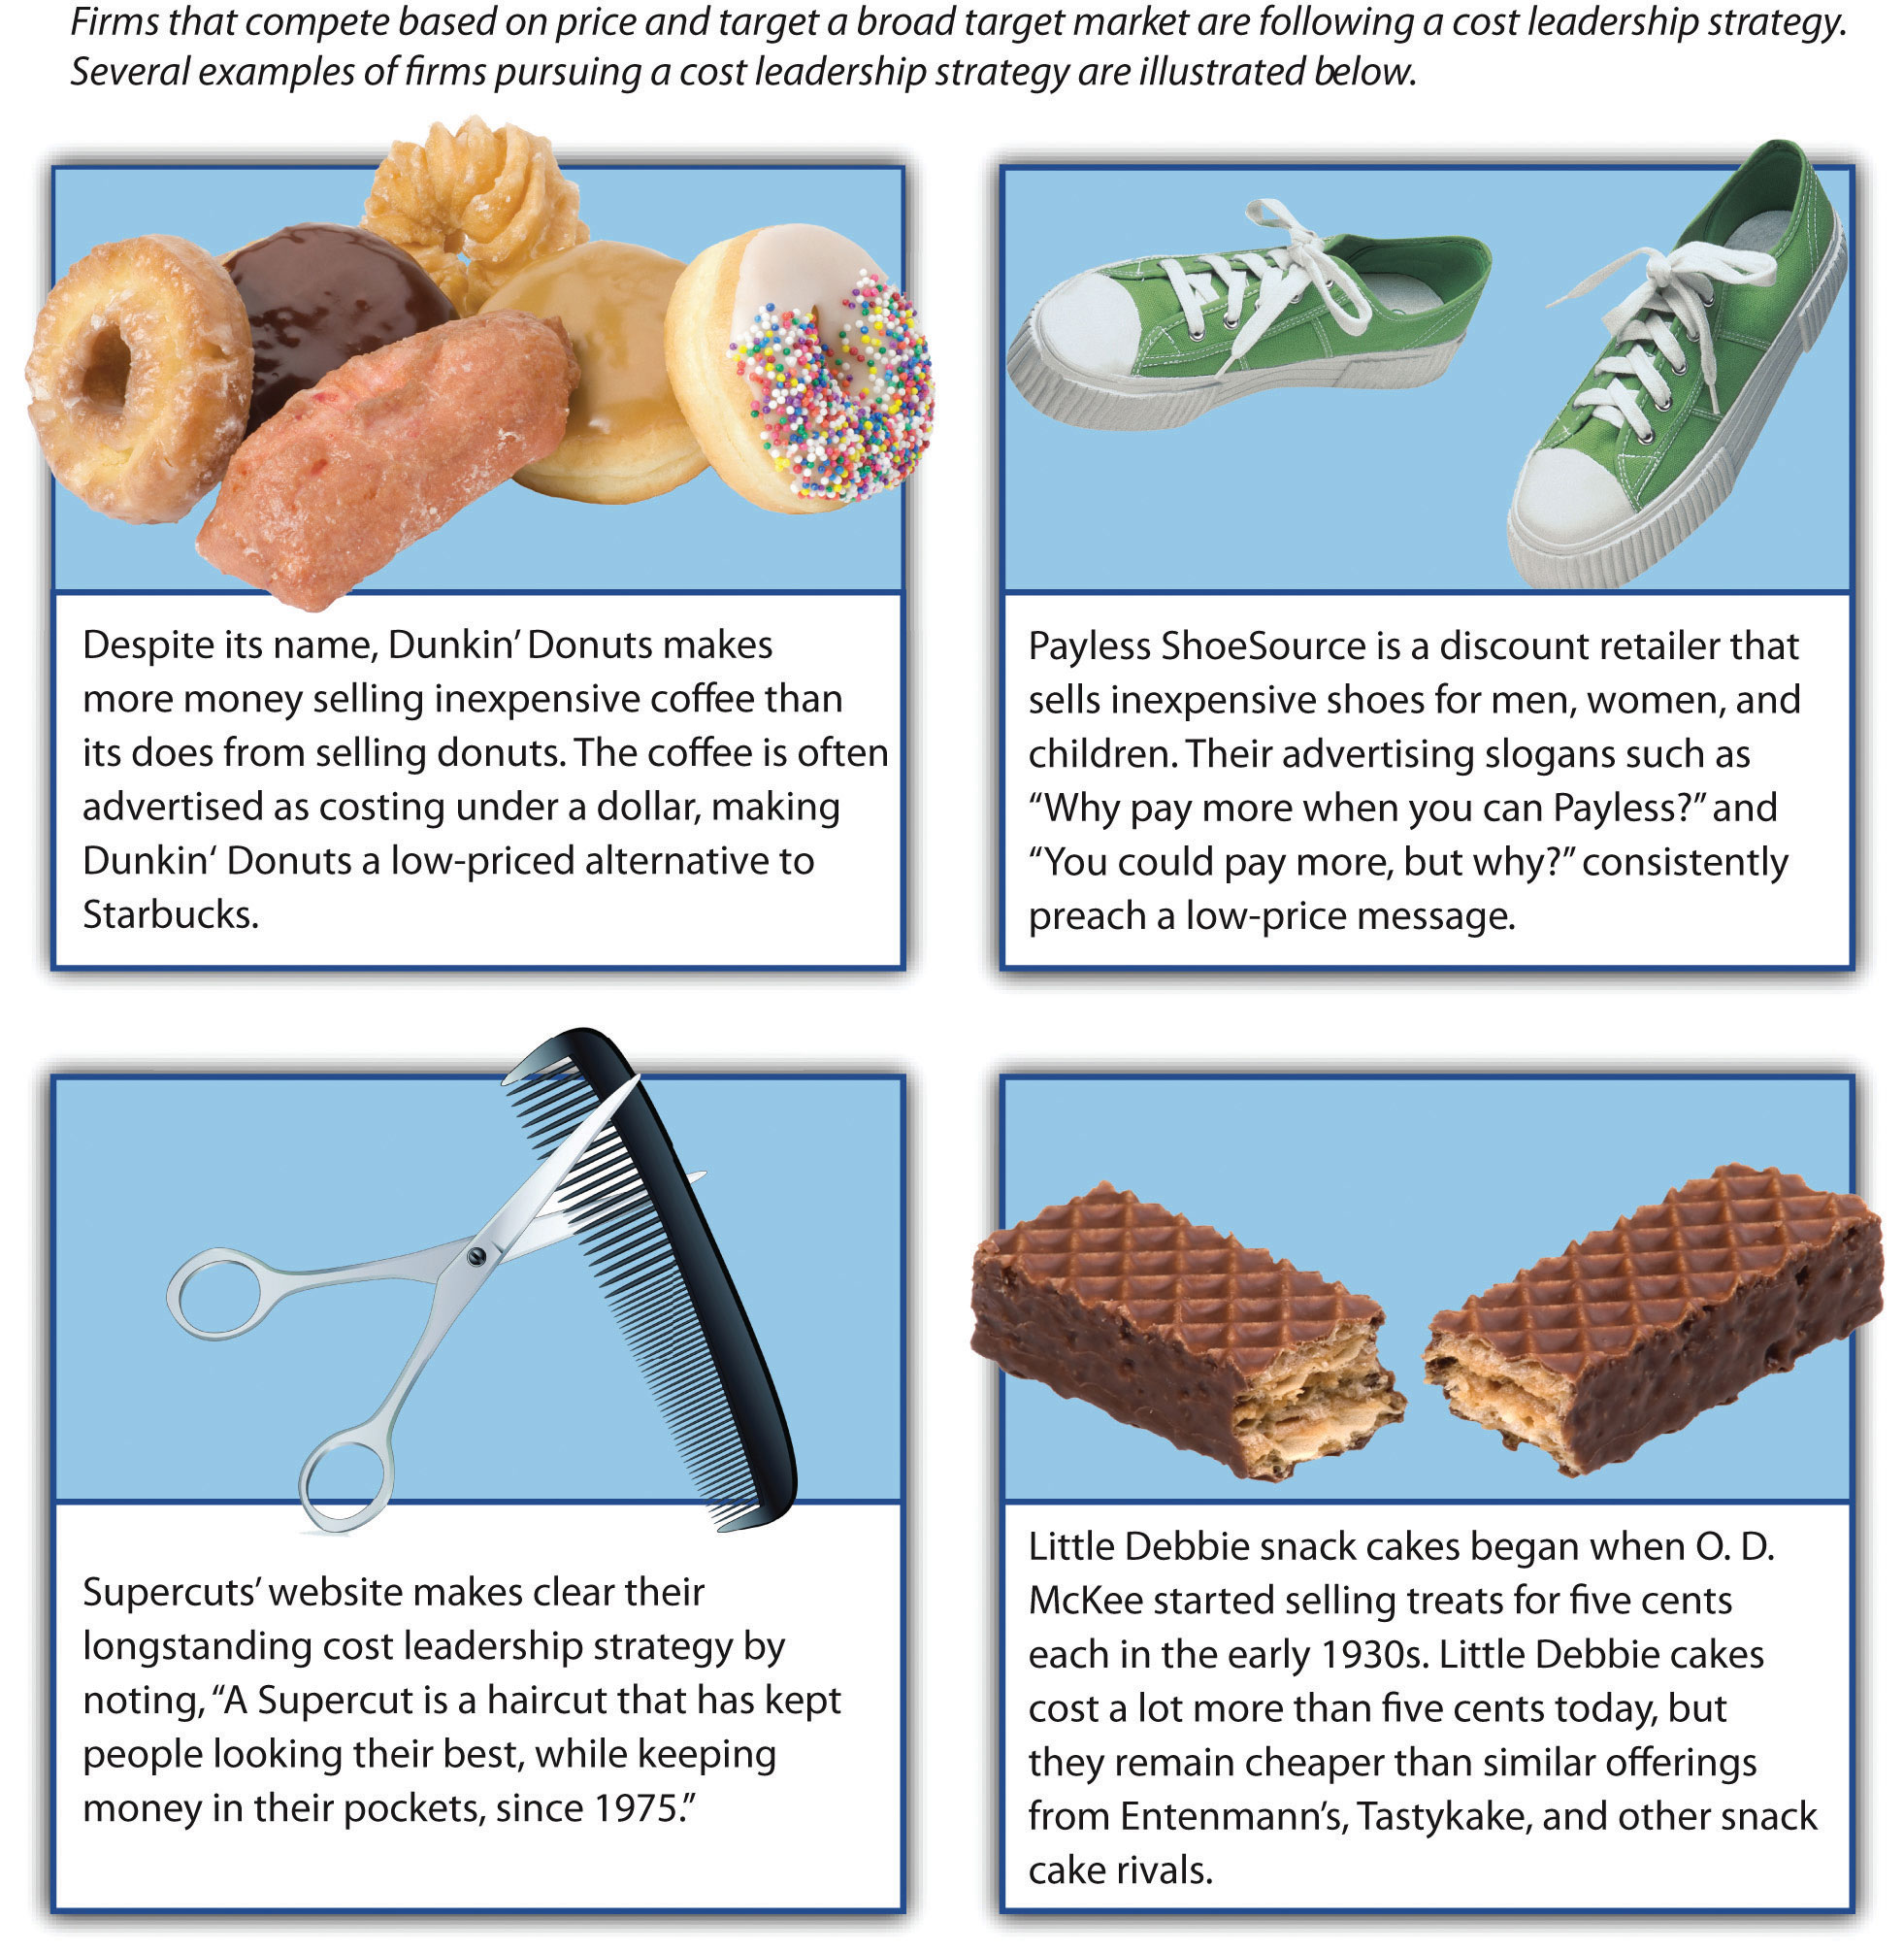 Firms that compete based on price and target a broad target market are following a cost leadership strategy.
Several examples of firms pursuing a cost leadership strategy are illustrated below.
Despite its name, Dunkin’ Donuts makes
more money selling inexpensive coffee than
its does from selling donuts. The coffee is often
advertised as costing under a dollar, making
Dunkin‘ Donuts a low-priced alternative to
Starbucks.
Payless ShoeSource is a discount retailer that
sells inexpensive shoes for men, women, and
children. Their advertising slogans such as
“Why pay more when you can Payless?” and
“You could pay more, but why?” consistently
preach a low-price message.
Supercuts’ website makes clear their
longstanding cost leadership strategy by
noting, “A Supercut is a haircut that has kept
people looking their best, while keeping
money in their pockets, since 1975.”
Little Debbie snack cakes began when O. D.
McKee started selling treats for five cents
each in the early 1930s. Little Debbie cakes
cost a lot more than five cents today, but
they remain cheaper than similar offerings
from Entenmann’s, Tastykake, and other snack
cake rivals.